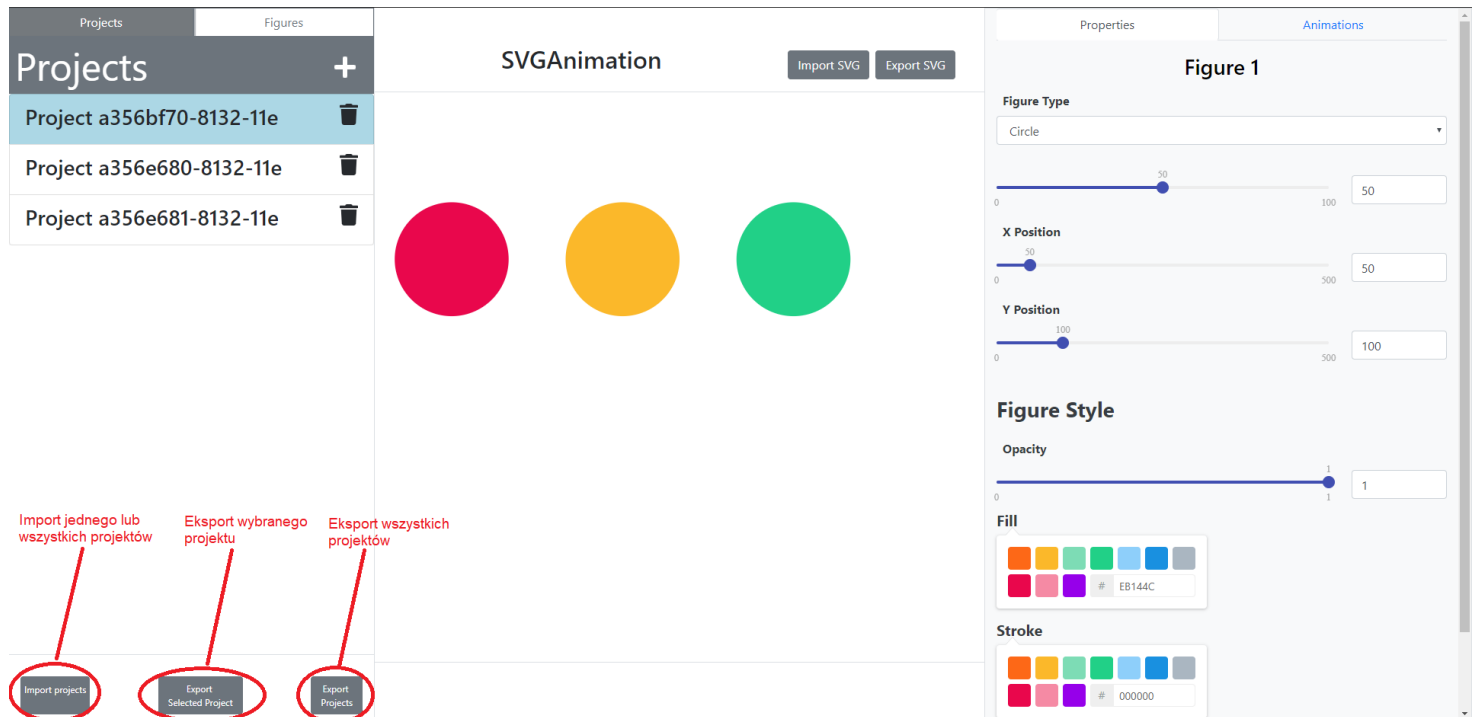 Projects
Figures
Projects
+
Project a356bf70-8132-11e
Project a356e680-8132-11e
Project a356e681-8132-11e
Import jednego lub
wszystkich projektów
Eksport wybranego
projektu
Eksport wszystkich
projektów
Import projects
Export
Selected Project
Export
Projects
SVGAnimation
Import SVG
Export SVG
Properties
Animations
Figure 1
Figure Type
Circle
50
0
100
50
X Position
50
0
500
50
Y Position
100
0
500
100
Figure Style
Opacity
1
0
1
1
Fill
# EB144C
Stroke
# 000000